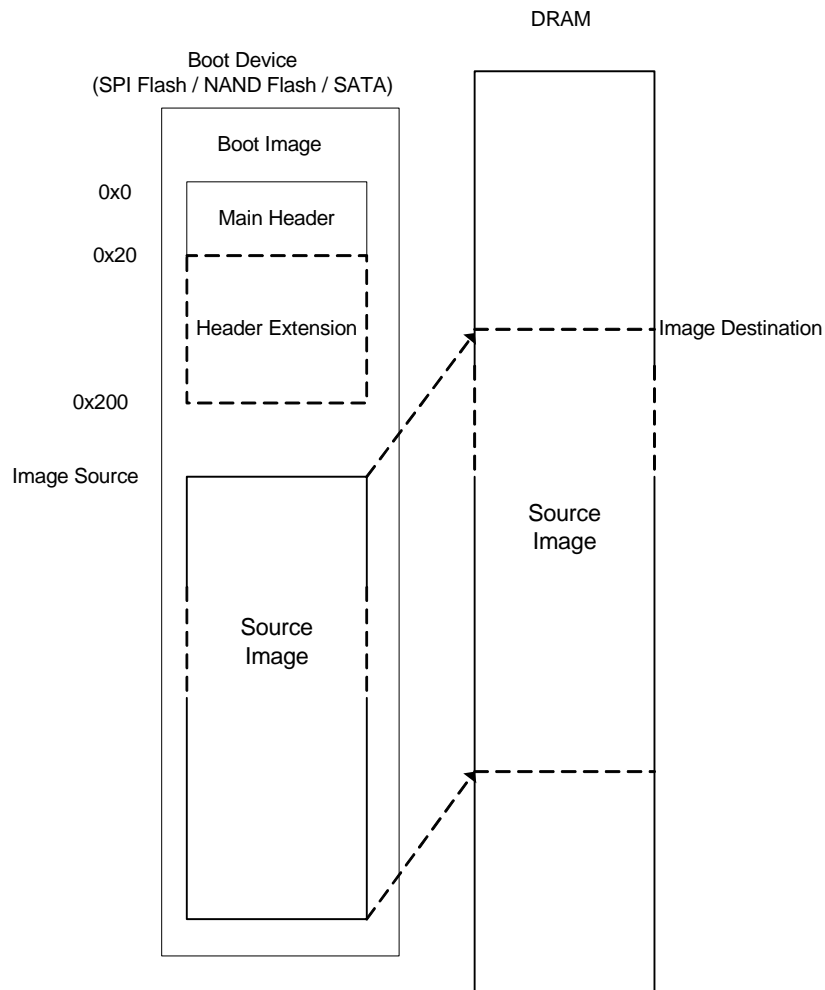 DRAM
Boot Device
(SPI Flash / NAND Flash / SATA)
Boot Image
0x0
Main Header
0x20
Header Extension
Image Destination
0x200
Image Source
Source
Image
Source
Image